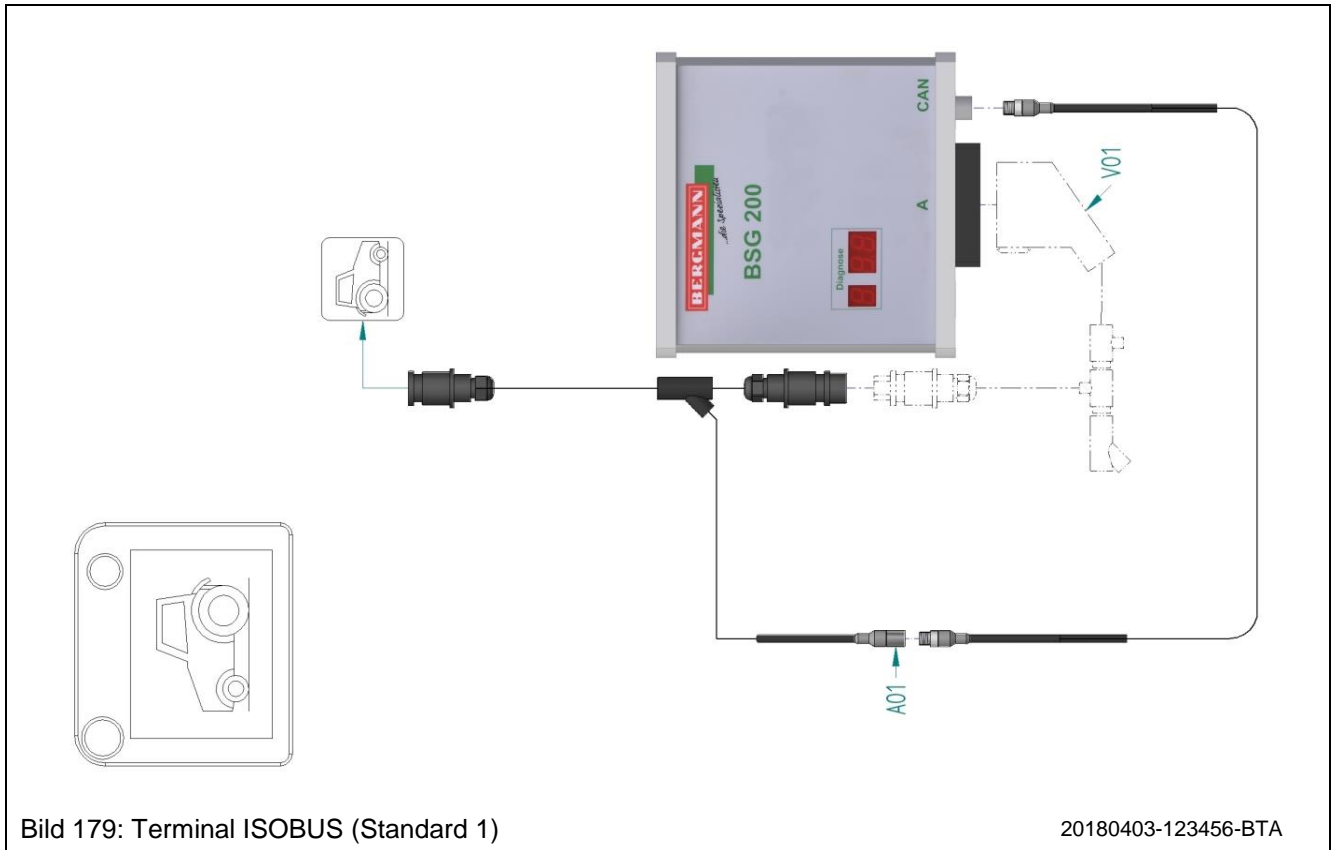 BERGMANN
...die Spezialisten
BSG 200
Diagnose
A
CAN
V01
A01
Bild 179: Terminal ISOBUS (Standard 1)
20180403-123456-BTA